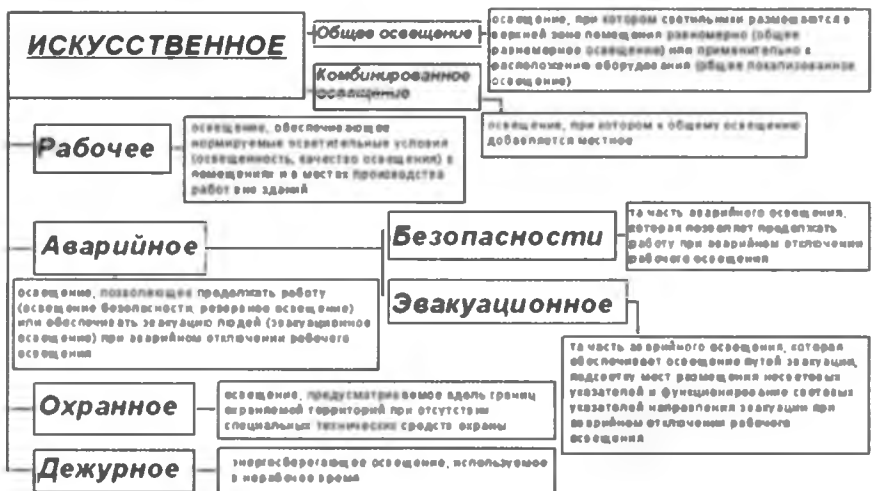 ИСКУССТВЕННОЕ
Общее освещение
освещение, при котором светильники размещаются в
верхней зоне помещения равномерно (общее
равномерное освещение) или применительно к
расположению оборудования (общее локализованное
освещение)
Комбинированное
освещение
освещение, при котором к общему освещению
добавляется местное
Рабочее
освещение, обеспечивающее
нормируемые осветительные условия
(освещенность, качество освещения) в
помещениях и в местах производства
работ вне зданий
Аварийное
освещение, позволяющее продолжать работу
(освещение безопасности, резервное освещение)
или обеспечивать эвакуацию людей (эвакуационное
освещение) при аварийном отключении рабочего
освещения
Безопасности
та часть аварийного освещения,
которая позволяет продолжать
работу при аварийном отключении
рабочего освещения
Эвакуационное
та часть аварийного освещения, которая
обеспечивает освещение путей эвакуации,
подсветку мест размещения несветовых
указателей и функционирование световых
указателей направления эвакуации при
аварийном отключении рабочего
освещения
Охранное
освещение, предусматриваемое вдоль границ
охраняемой территорий при отсутствии
специальных технических средств охраны
Дежурное
энергосберегающее освещение, используемое
в нерабочее время